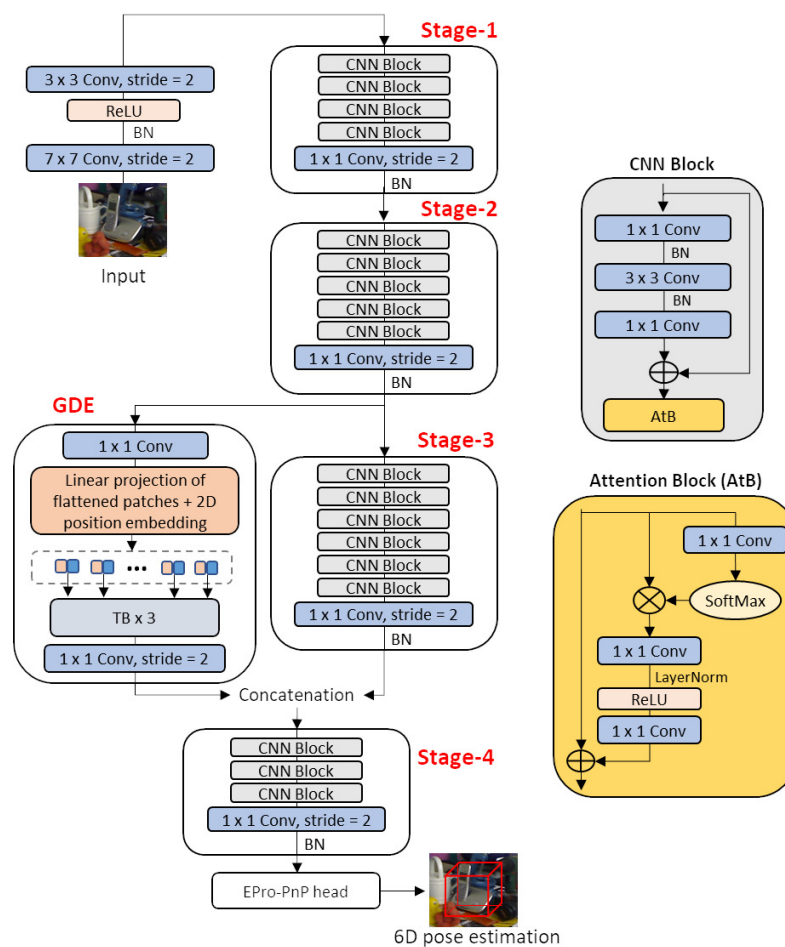 Stage-1
3 x 3 Conv, stride = 2
ReLU
BN
7 x 7 Conv, stride = 2
Input
CNN Block
CNN Block
CNN Block
CNN Block
1 x 1 Conv, stride = 2
BN
Stage-2
CNN Block
CNN Block
CNN Block
CNN Block
CNN Block
1 x 1 Conv, stride = 2
BN
GDE
1 x 1 Conv
Linear projection of
flattened patches + 2D
position embedding
TB x 3
1 x 1 Conv, stride = 2
Stage-3
CNN Block
CNN Block
CNN Block
CNN Block
CNN Block
CNN Block
1 x 1 Conv, stride = 2
BN
Concatenation
Stage-4
CNN Block
CNN Block
CNN Block
1 x 1 Conv, stride = 2
BN
EPro-PnP head
6D pose estimation
CNN Block
1 x 1 Conv
BN
3 x 3 Conv
BN
1 x 1 Conv
AtB
Attention Block (AtB)
1 x 1 Conv
SoftMax
1 x 1 Conv
LayerNorm
ReLU
1 x 1 Conv